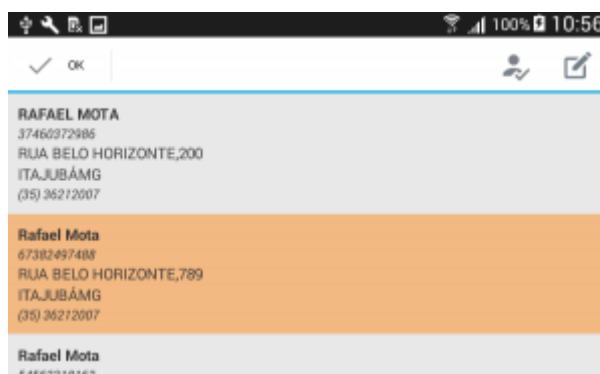 100% 10:56
OK
RAFAEL MOTA
37460372986
RUA BELO HORIZONTE,200
ITAJUBÁMG
(35) 36212007
Rafael Mota
67382497488
RUA BELO HORIZONTE,789
ITAJUBÁMG
(35) 36212007
Rafael Mota